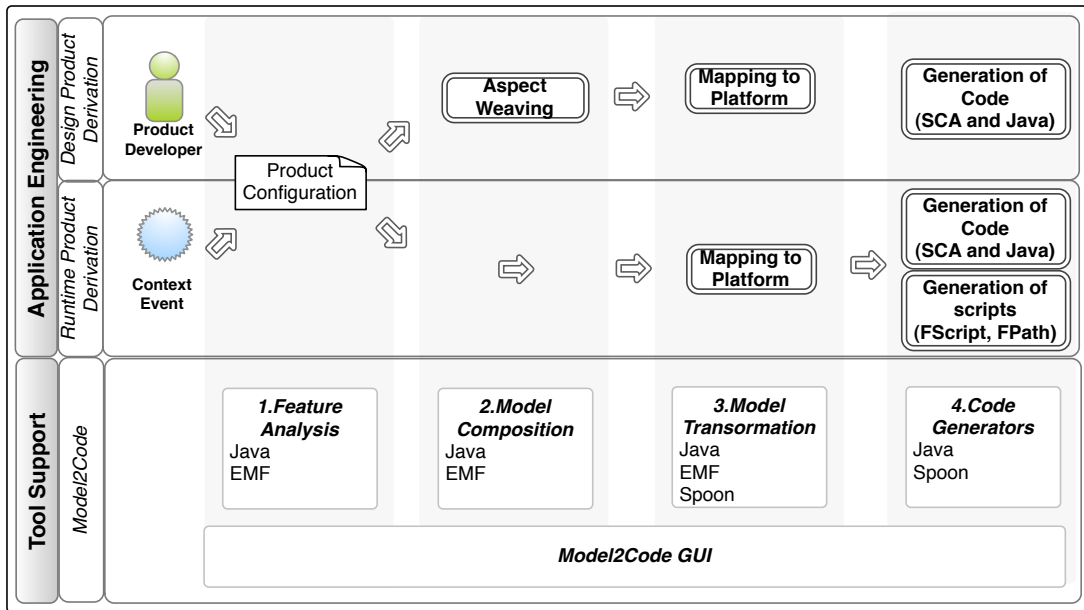 Application Engineering
Design Product
Derivation
Product
Developer
Aspect
Weaving
Mapping to
Platform
Generation of
Code
(SCA and Java)
Product
Configuration
Runtime Product
Derivation
Context
Event
Mapping to
Platform
Generation of
Code
(SCA and Java)
Generation of
scripts
(FScript, FPath)
Tool Support
Model2Code
1.Feature
Analysis
Java
EMF
2.Model
Composition
Java
EMF
3.Model
Transormation
Java
EMF
Spoon
4.Code
Generators
Java
Spoon
Model2Code GUI